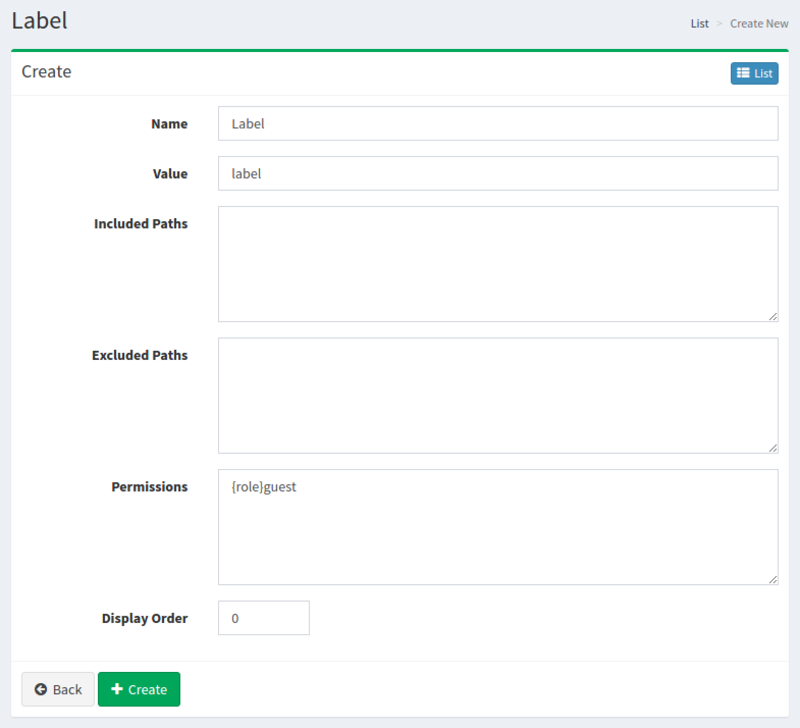 Label
List > Create New
Create
List
Name
Label
Value
label
Included Paths
Excluded Paths
Permissions
{role}guest
Display Order
0
Back
Create